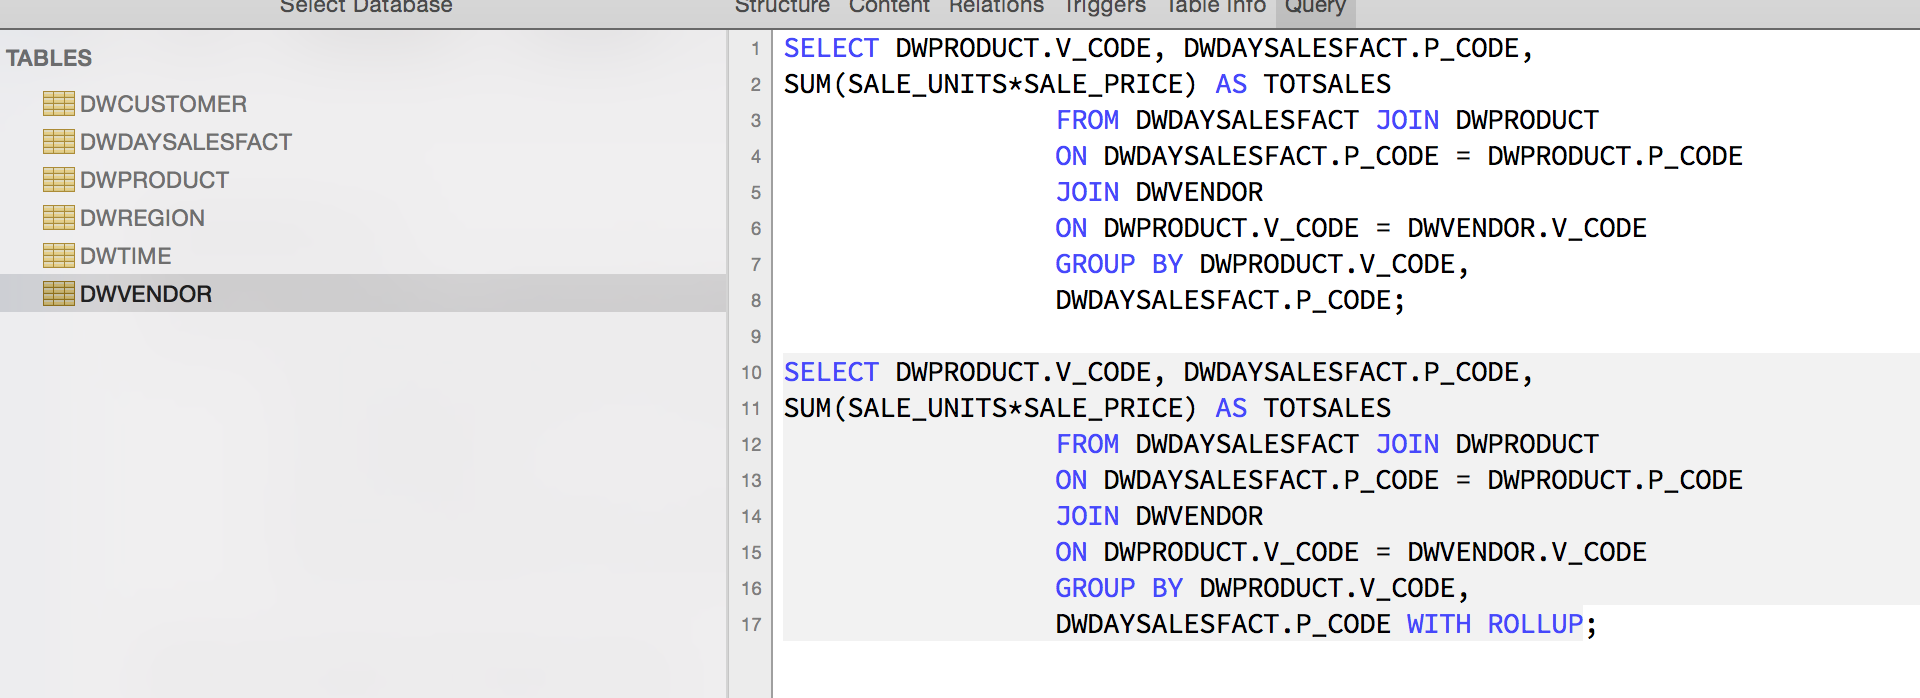 Select Database
Structure Content Relations Triggers Table Info Query
TABLES
DWCUSTOMER
DWDAYSALESFACT
DWPRODUCT
DWREGION
DWTIME
DWVENDOR
1 SELECT DWPRODUCT.V_CODE, DWDAYSALESFACT.P_CODE,
2 SUM(SALE_UNITS*SALE_PRICE) AS TOTSALES
3 FROM DWDAYSALESFACT JOIN DWPRODUCT
4 ON DWDAYSALESFACT.P_CODE = DWPRODUCT.P_CODE
5 JOIN DWVENDOR
6 ON DWPRODUCT.V_CODE = DWVENDOR.V_CODE
7 GROUP BY DWPRODUCT.V_CODE,
8 DWDAYSALESFACT.P_CODE;
9
10 SELECT DWPRODUCT.V_CODE, DWDAYSALESFACT.P_CODE,
11 SUM(SALE_UNITS*SALE_PRICE) AS TOTSALES
12 FROM DWDAYSALESFACT JOIN DWPRODUCT
13 ON DWDAYSALESFACT.P_CODE = DWPRODUCT.P_CODE
14 JOIN DWVENDOR
15 ON DWPRODUCT.V_CODE = DWVENDOR.V_CODE
16 GROUP BY DWPRODUCT.V_CODE,
17 DWDAYSALESFACT.P_CODE WITH ROLLUP;